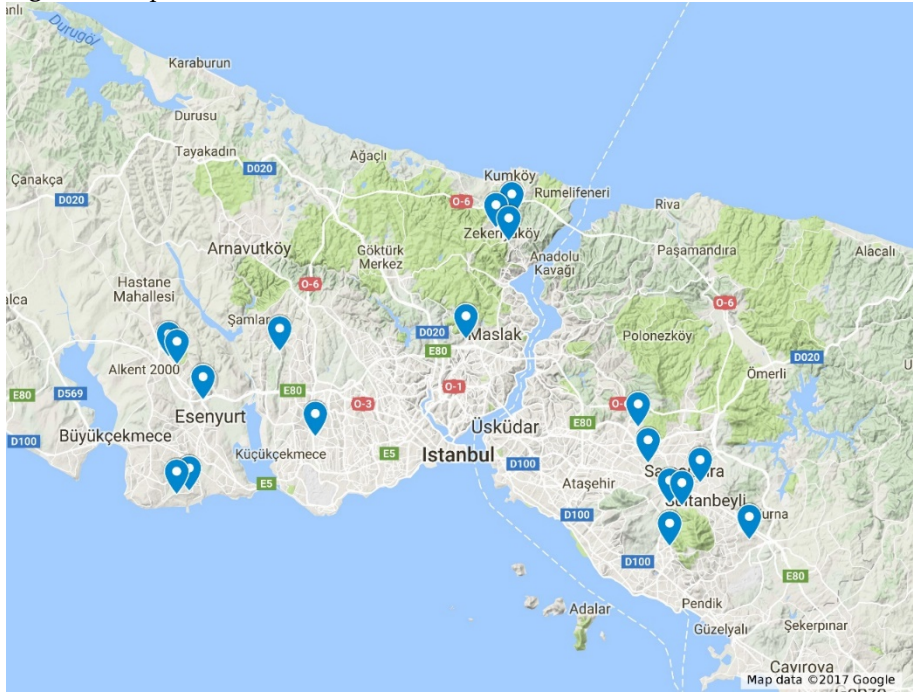 Durugöl
Karaburun
Durusu
Tayakadın
D020
Ağaçlı
Kumköy
Rumelifeneri
Çanakça
D020
O-6
Riva
Arnavutköy
Göktürk
Merkez
Anadolu
Kavağı
Paşamandıra
Alacalı
Hastane
Mahallesi
O-6
O-6
Şamlar
D020
Maslak
Polonezköy
E80
D020
Alkent 2000
Ömerli
E80
D569
E80
O-1
O-3
Esenyurt
Üsküdar
E80
D100
Büyükçekmece
Küçükçekmece
E5
Istanbul
D100
Ataşehir
E5
Sultanbeyli
D100
D100
E80
Adalar
Pendik
Güzelyalı
Şekerpınar
Çayırova
Map data ©2017 Google